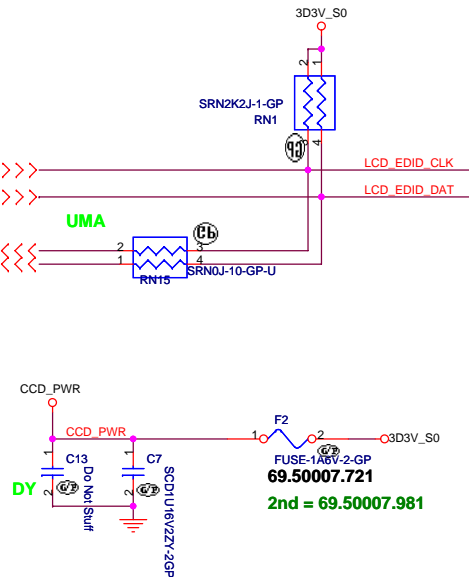 3D3V_S0
2 1
SRN2K2J-1-GP
RN1
3 4
LCD_EDID_CLK
LCD_EDID_DAT
UMA
2 3
1 4
SRN0J-10-GP-U
RN15
CCD_PWR
CCD_PWR
F2
1 2
3D3V_S0
FUSE-1A6V-2-GP
69.50007.721
2nd = 69.50007.981
1
C13
2
Do Not Stuff
DY
1
C7
2
SCD1U16V2ZY-2GP